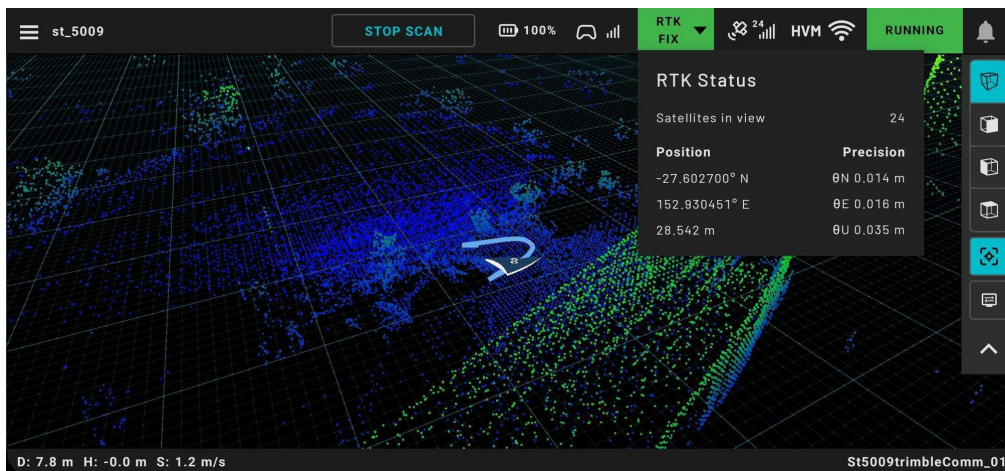 st_5009
STOP SCAN
100%
RTK
FIX
24
HVM
RUNNING
RTK Status
Satellites in view 24
Position Precision
-27.602700° N θN 0.014 m
152.930451° E θE 0.016 m
28.542 m θU 0.035 m
D: 7.8 m H: -0.0 m S: 1.2 m/s
St5009trimbleComm_01